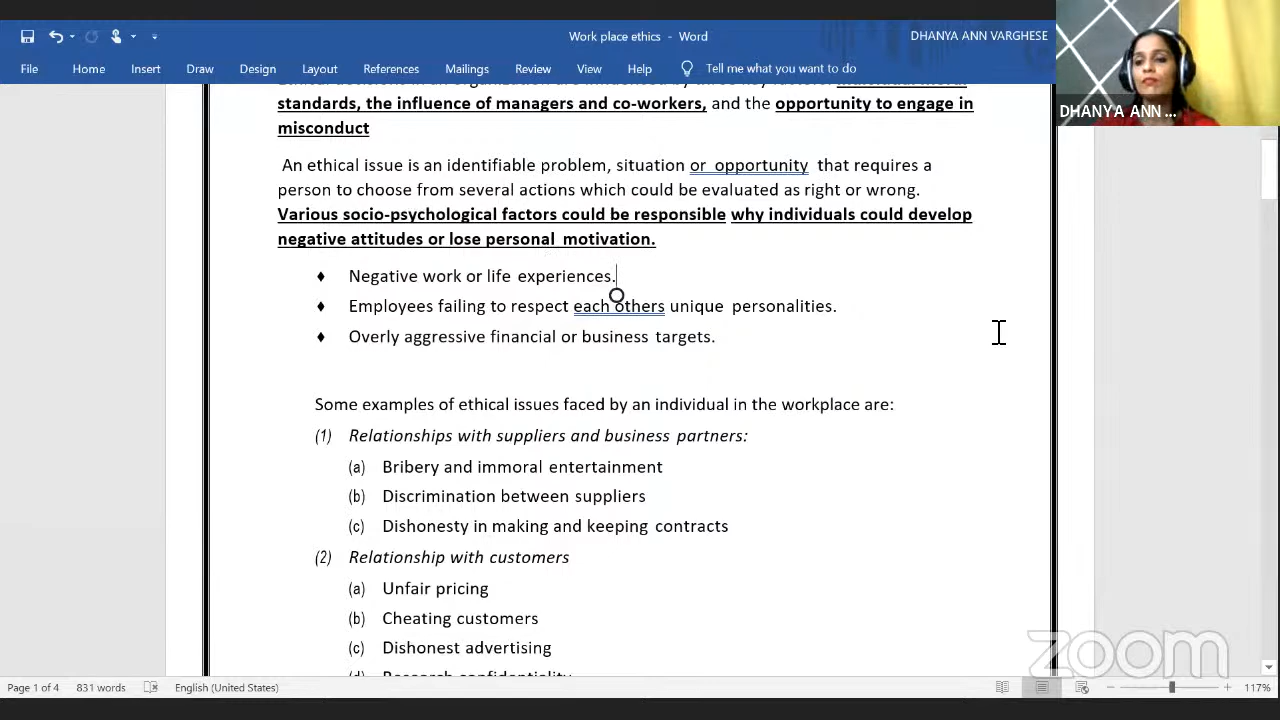 Work place ethics - Word
DHANYA ANN VARGHESE
File Home Insert Draw Design Layout References Mailings Review View Help Tell me what you want to do
DHANYA ANN ...
standards, the influence of managers and co-workers, and the opportunity to engage in
misconduct
An ethical issue is an identifiable problem, situation or opportunity that requires a
person to choose from several actions which could be evaluated as right or wrong.
Various socio-psychological factors could be responsible why individuals could develop
negative attitudes or lose personal motivation.
♦ Negative work or life experiences.
♦ Employees failing to respect each others unique personalities.
♦ Overly aggressive financial or business targets.
Some examples of ethical issues faced by an individual in the workplace are:
(1) Relationships with suppliers and business partners:
(a) Bribery and immoral entertainment
(b) Discrimination between suppliers
(c) Dishonesty in making and keeping contracts
(2) Relationship with customers
(a) Unfair pricing
(b) Cheating customers
(c) Dishonest advertising
(d) Research confidentiality
zoom
Page 1 of 4 831 words English (United States) 117%